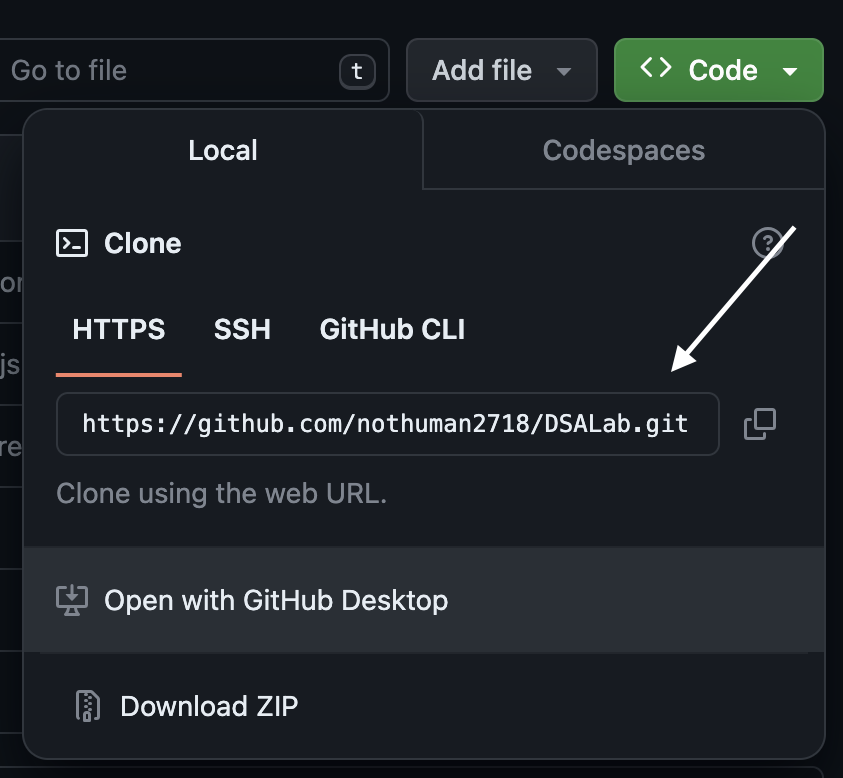 Go to file t Add file <> Code
Local Codespaces
Clone ?
HTTPS SSH GitHub CLI
https://github.com/nothuman2718/DSALab.git
Clone using the web URL.
Open with GitHub Desktop
Download ZIP